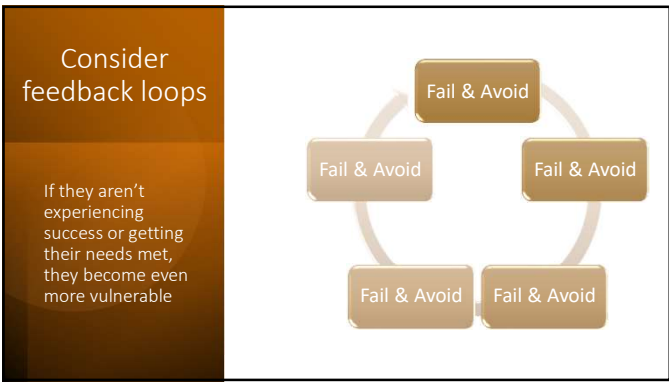 Consider
feedback loops
If they aren’t
experiencing
success or getting
their needs met,
they become even
more vulnerable
Fail & Avoid
Fail & Avoid
Fail & Avoid
Fail & Avoid
Fail & Avoid